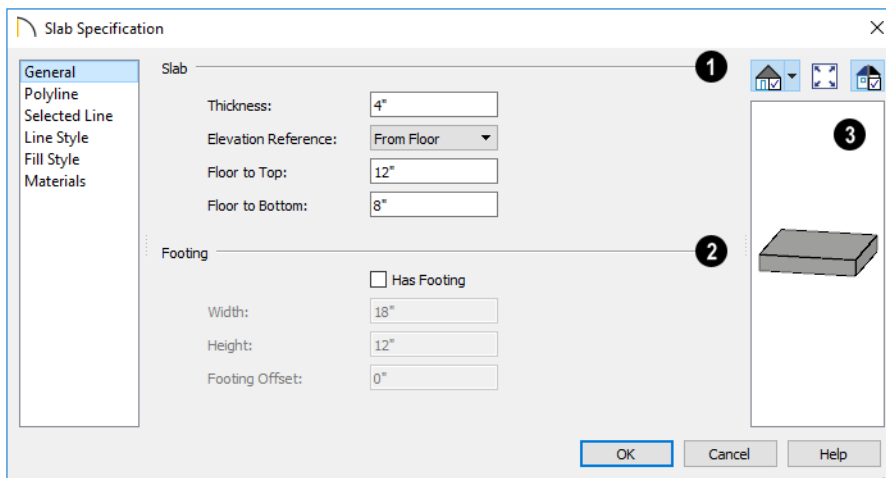 Slab Specification
General
Polyline
Selected Line
Line Style
Fill Style
Materials
Slab
1
Thickness: 4"
Elevation Reference: From Floor
Floor to Top: 12"
Floor to Bottom: 8"
Footing
2
Has Footing
Width: 18"
Height: 12"
Footing Offset: 0"
3
OK Cancel Help